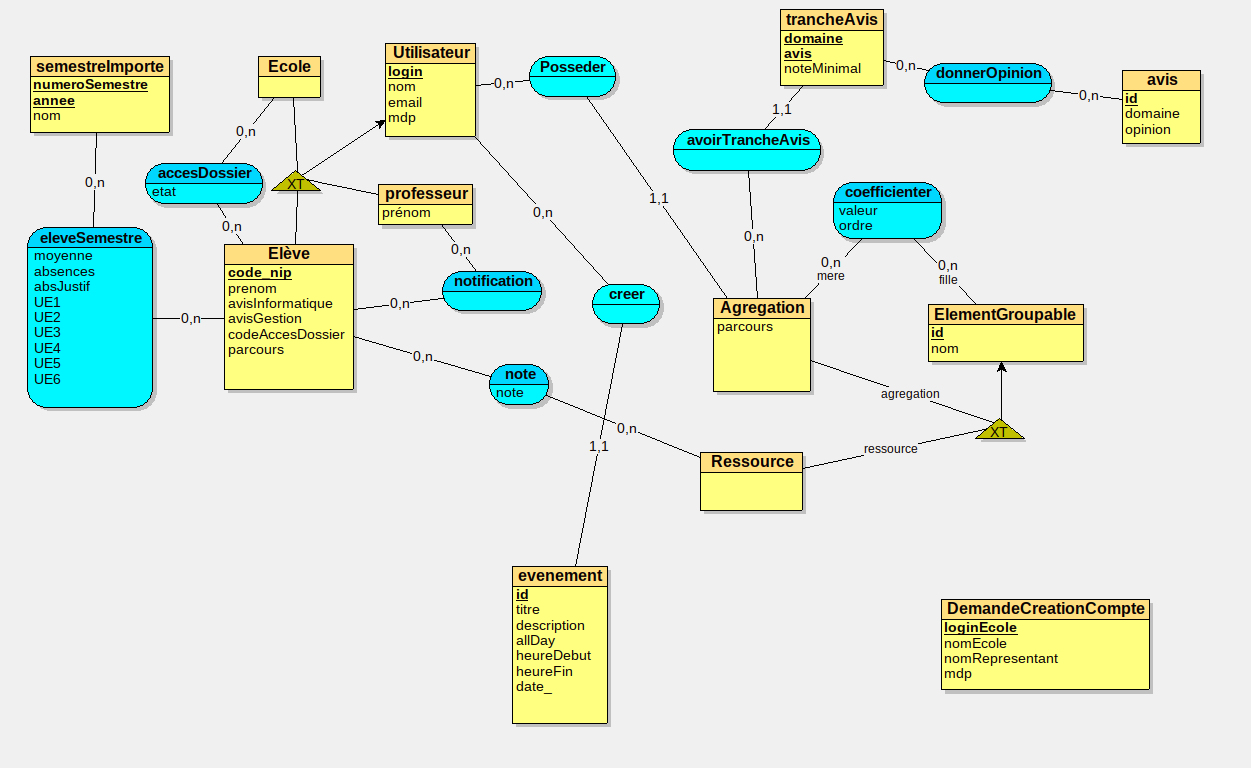 semestreImporte
numeroSemestre
annee
nom
Ecole
Utilisateur
login
nom
email
mdp
0,n
Posseder
trancheAvis
domaine
avis
noteMinimal
0,n
donnerOpinion
0,n
avis
id
domaine
opinion
0,n
accesDossier
etat
0,n
XT
professeur
prénom
0,n
1,1
avoirTrancheAvis
0,n
1,1
coefficienter
valeur
ordre
0,n
mere
0,n
fille
0,n
eleveSemestre
moyenne
absences
absJustif
UE1
UE2
UE3
UE4
UE5
UE6
0,n
Elève
code_nip
prenom
avisInformatique
avisGestion
codeAccesDossier
parcours
0,n
notification
0,n
creer
0,n
note
note
0,n
1,1
Agregation
parcours
ElementGroupable
id
nom
agregation
XT
ressource
Ressource
evenement
id
titre
description
allDay
heureDebut
heureFin
date_
DemandeCreationCompte
loginEcole
nomEcole
nomRepresentant
mdp